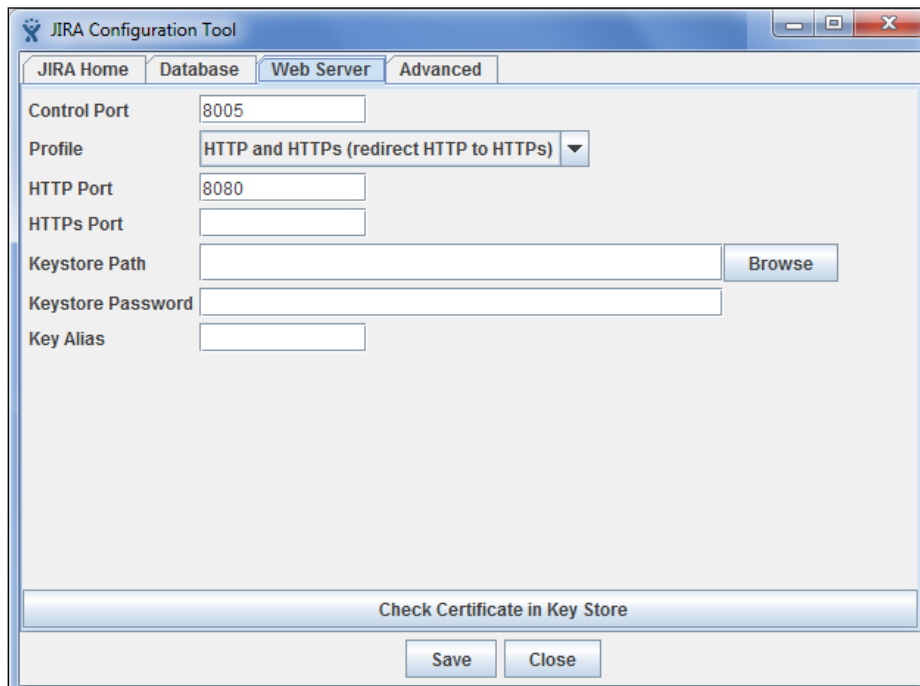 JIRA Configuration Tool
JIRA Home Database Web Server Advanced
Control Port 8005
Profile HTTP and HTTPs (redirect HTTP to HTTPs)
HTTP Port 8080
HTTPs Port
Keystore Path Browse
Keystore Password
Key Alias
Check Certificate in Key Store
Save Close